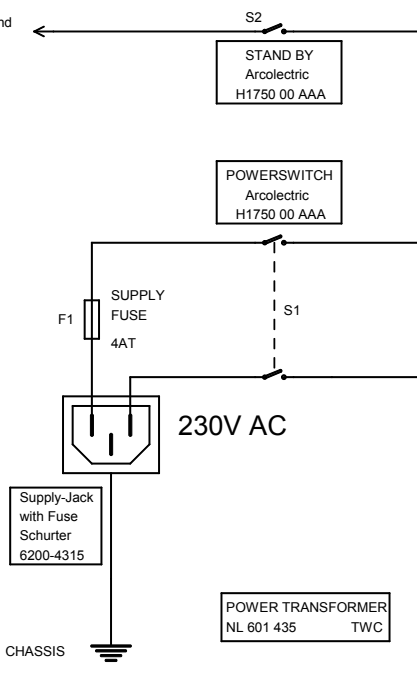 nd
S2
STAND BY
Arcolectric
H1750 00 AAA
POWERSWITCH
Arcolectric
H1750 00 AAA
SUPPLY
F1 FUSE S1
4AT
230V AC
Supply-Jack
with Fuse
Schurter
6200-4315
POWER TRANSFORMER
NL 601 435 TWC
CHASSIS